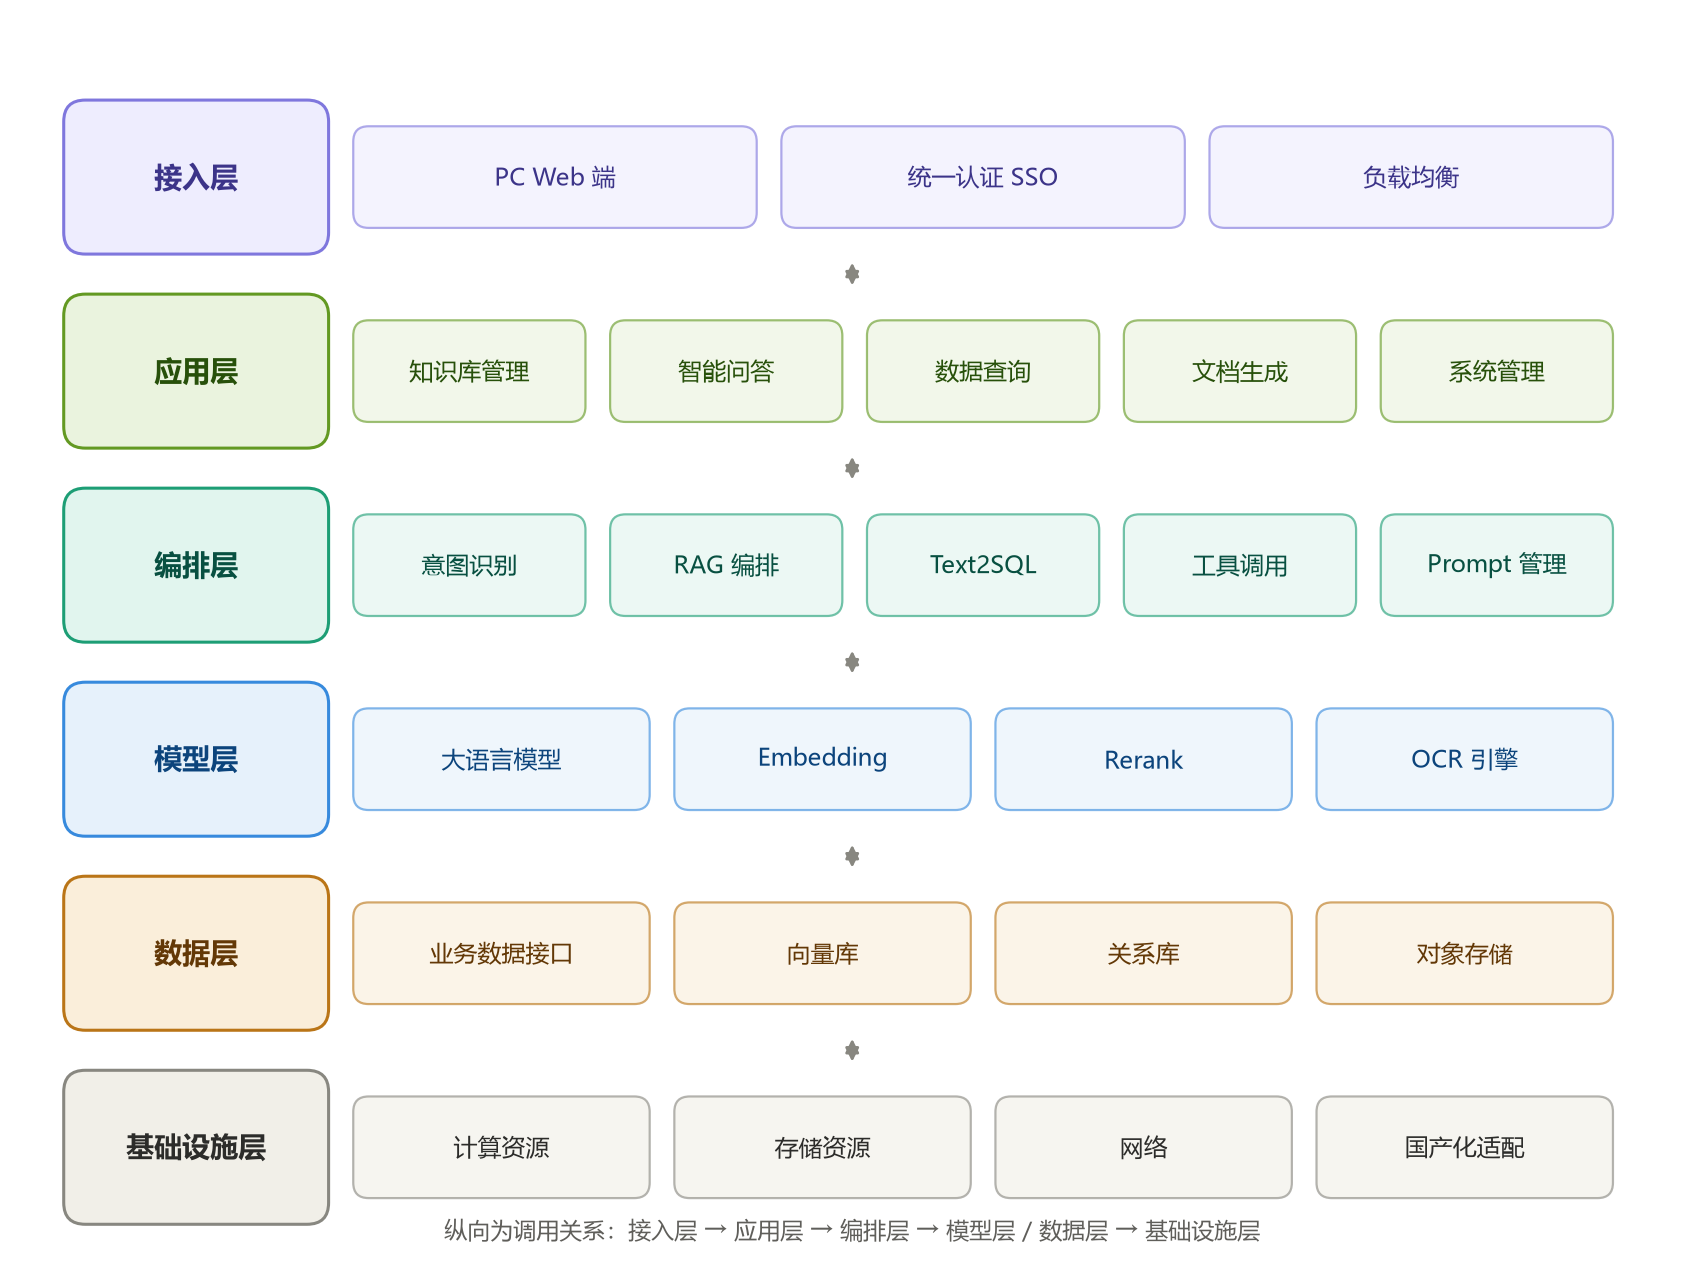 接入层
PC Web 端
统一认证 SSO
负载均衡
应用层
知识库管理
智能问答
数据查询
文档生成
系统管理
编排层
意图识别
RAG 编排
Text2SQL
工具调用
Prompt 管理
模型层
大语言模型
Embedding
Rerank
OCR 引擎
数据层
业务数据接口
向量库
关系库
对象存储
基础设施层
计算资源
存储资源
网络
国产化适配
纵向为调用关系：接入层 → 应用层 → 编排层 → 模型层 / 数据层 → 基础设施层